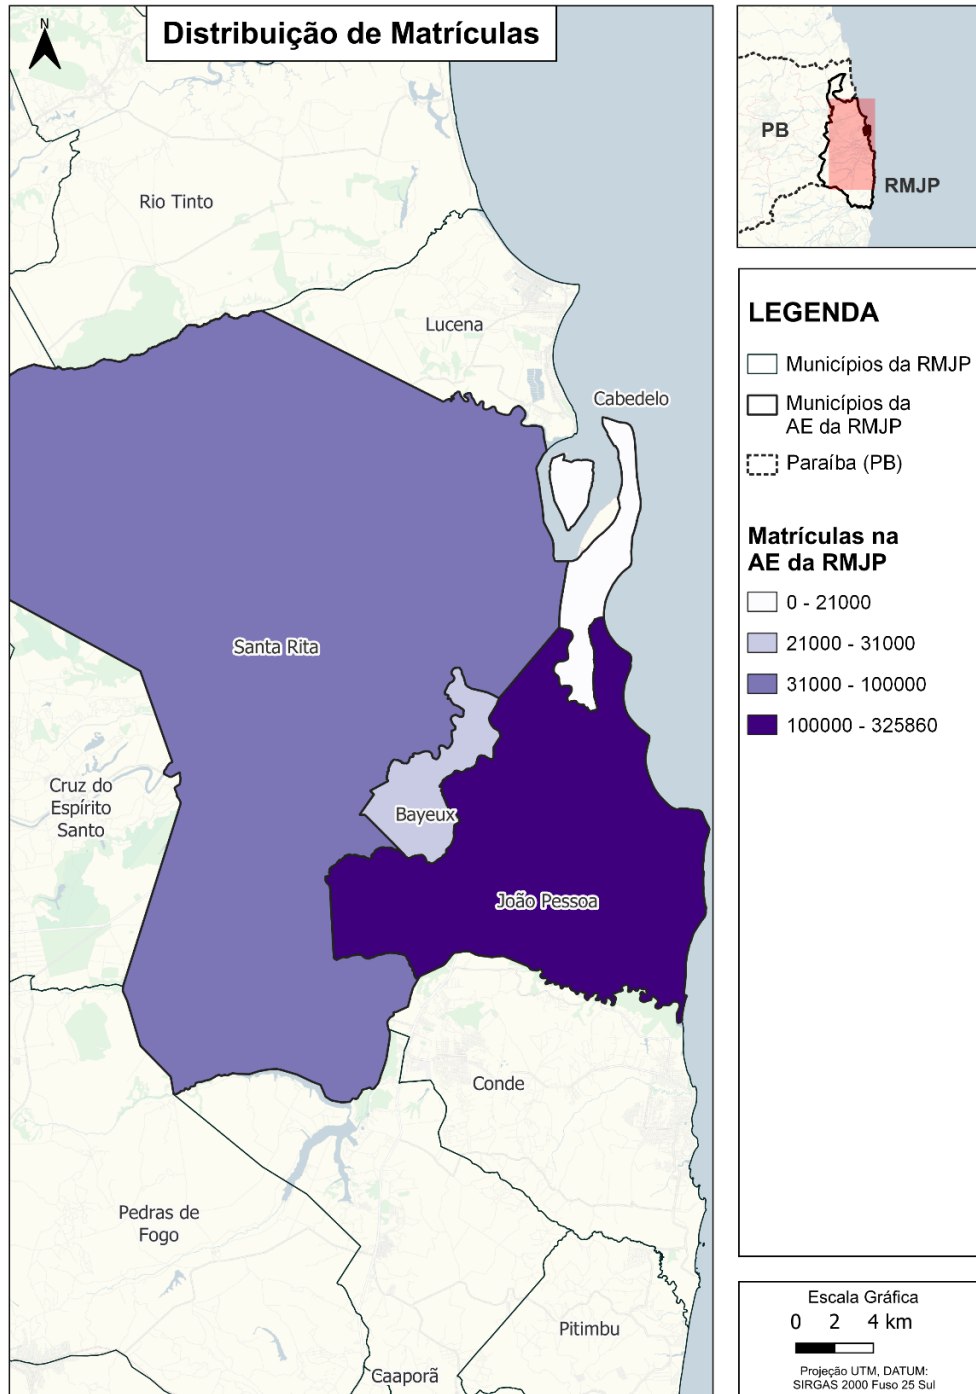 Distribuição de Matrículas
N
Rio Tinto
Lucena
Cabedelo
Santa Rita
Cruz do
Espírito
Santo
Bayeux
João Pessoa
Conde
Pedras de
Fogo
Pitimbu
Caaporã
PB
RMJP
LEGENDA
Municípios da RMJP
Municípios da
AE da RMJP
Paraíba (PB)
Matrículas na
AE da RMJP
0 - 21000
21000 - 31000
31000 - 100000
100000 - 325860
Escala Gráfica
0 2 4 km
Projeção UTM, DATUM:
SIRGAS 2000 Fuso 25 Sul